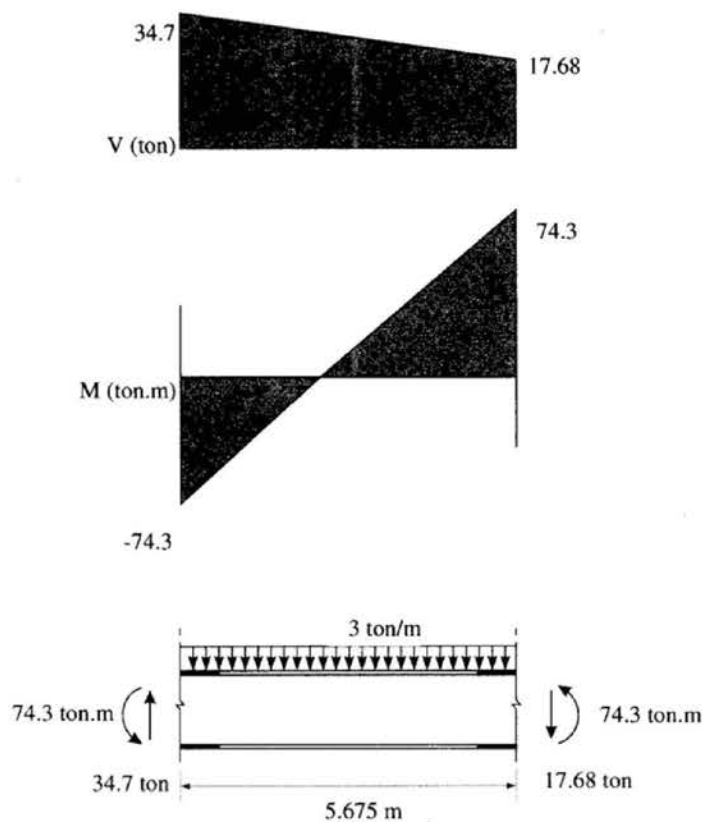 34.7
17.68
V (ton)
74.3
M (ton.m)
-74.3
3 ton/m
74.3 ton.m
74.3 ton.m
34.7 ton
17.68 ton
5.675 m